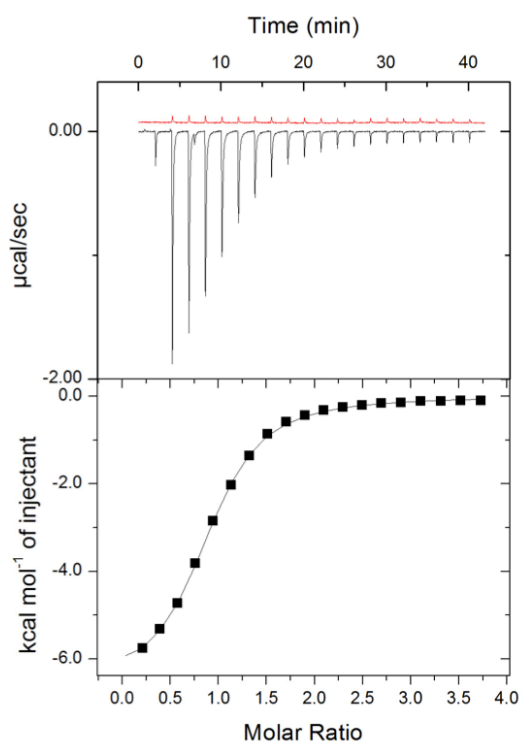 Time (min)
0 10 20 30 40
0.00
µcal/sec
-2.00
0.0
-2.0
kcal mol⁻¹ of injectant
-4.0
-6.0
0.0 0.5 1.0 1.5 2.0 2.5 3.0 3.5 4.0
Molar Ratio